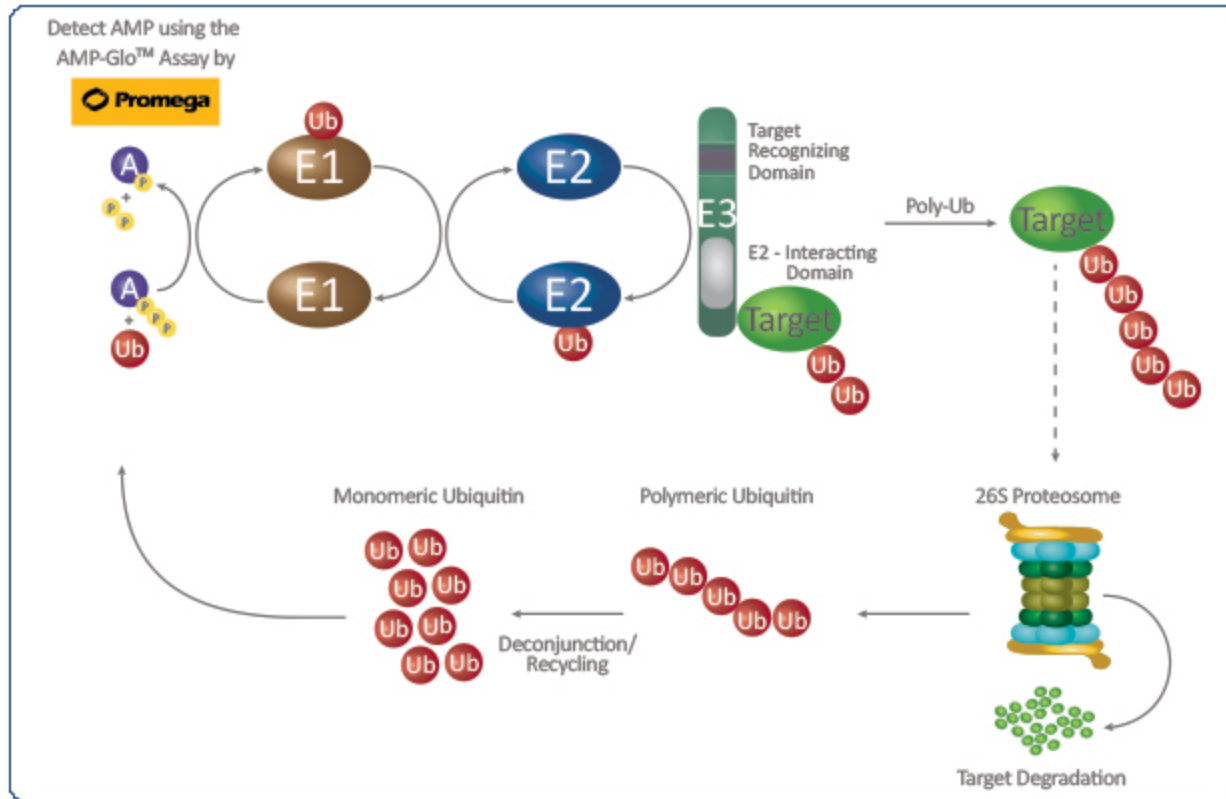 Detect AMP using the
AMP-Glo™ Assay by
Promega
A
P
+
P
P
A
P
P
P
+
Ub
Ub
E1
E1
E2
E2
Ub
E3
Target
Recognizing
Domain
E2 - Interacting
Domain
Target
Ub
Ub
Poly-Ub
Target
Ub
Ub
Ub
Ub
Ub
Monomeric Ubiquitin
Ub
Ub
Ub
Ub
Ub
Ub
Ub
Ub
Deconjunction/
Recycling
Polymeric Ubiquitin
Ub
Ub
Ub
Ub
Ub
26S Proteosome
Target Degradation